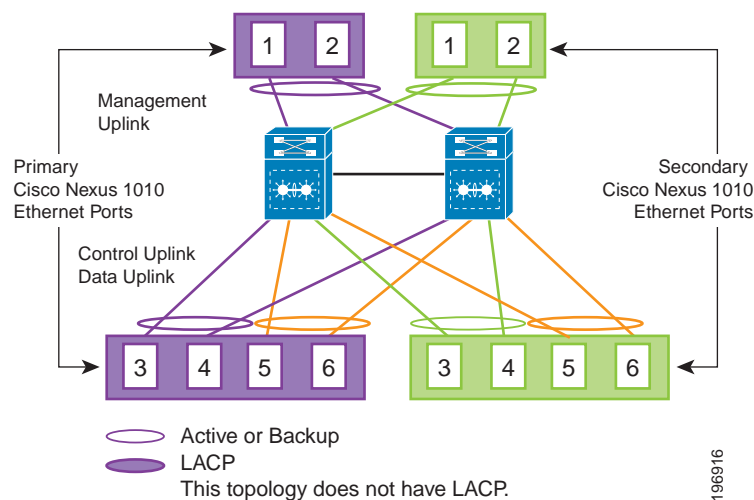 1 2 1 2
Management
Uplink
Primary
Cisco Nexus 1010
Ethernet Ports
Secondary
Cisco Nexus 1010
Ethernet Ports
Control Uplink
Data Uplink
3 4 5 6 3 4 5 6
Active or Backup
LACP
This topology does not have LACP.
196916